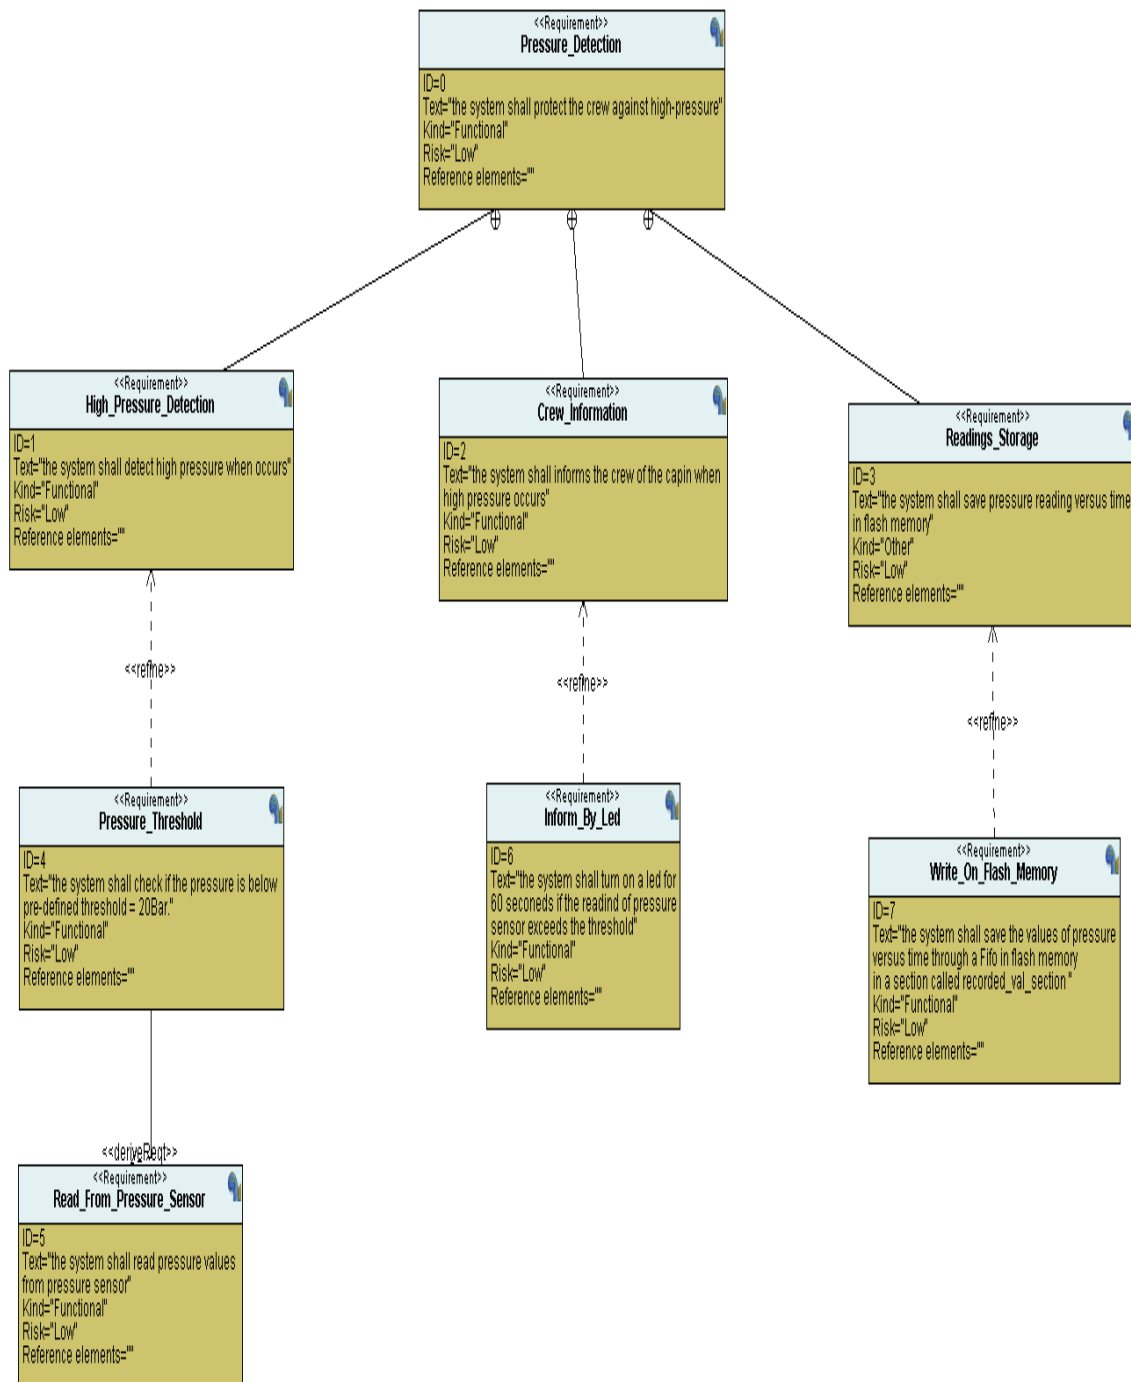 <<Requirement>>
Pressure_Detection
ID=0
Text="the system shall protect the crew against high-pressure"
Kind="Functional"
Risk="Low"
Reference elements=""
<<Requirement>>
High_Pressure_Detection
ID=1
Text="the system shall detect high pressure when occurs"
Kind="Functional"
Risk="Low"
Reference elements=""
<<Requirement>>
Crew_Information
ID=2
Text="the system shall informs the crew of the capin when
high pressure occurs"
Kind="Functional"
Risk="Low"
Reference elements=""
<<Requirement>>
Readings_Storage
ID=3
Text="the system shall save pressure reading versus time
in flash memory"
Kind="Other"
Risk="Low"
Reference elements=""
<<refine>>
<<refine>>
<<refine>>
<<Requirement>>
Pressure_Threshold
ID=4
Text="the system shall check if the pressure is below
pre-defined threshold = 20Bar."
Kind="Functional"
Risk="Low"
Reference elements=""
<<Requirement>>
Inform_By_Led
ID=6
Text="the system shall turn on a led for
60 seconeds if the readind of pressure
sensor exceeds the threshold"
Kind="Functional"
Risk="Low"
Reference elements=""
<<Requirement>>
Write_On_Flash_Memory
ID=7
Text="the system shall save the values of pressure
versus time through a Fifo in flash memory
in a section called recorded_val_section "
Kind="Functional"
Risk="Low"
Reference elements=""
<<deriveReqt>>
<<Requirement>>
Read_From_Pressure_Sensor
ID=5
Text="the system shall read pressure values
from pressure sensor"
Kind="Functional"
Risk="Low"
Reference elements=""